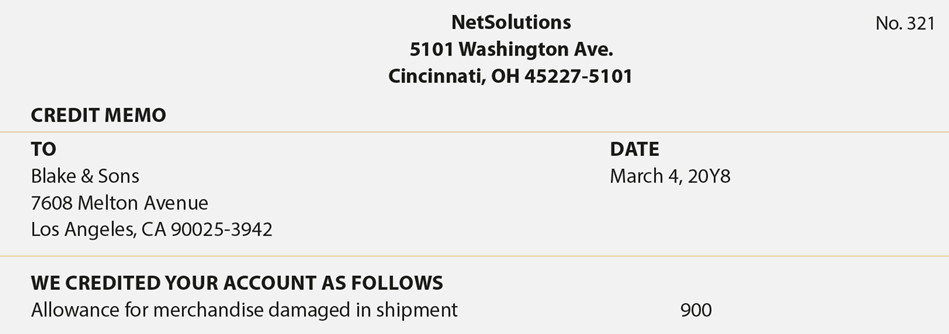 NetSolutions
No. 321
5101 Washington Ave.
Cincinnati, OH 45227-5101
CREDIT MEMO
TO
DATE
Blake & Sons
March 4, 20Y8
7608 Melton Avenue
Los Angeles, CA 90025-3942
WE CREDITED YOUR ACCOUNT AS FOLLOWS
Allowance for merchandise damaged in shipment 900